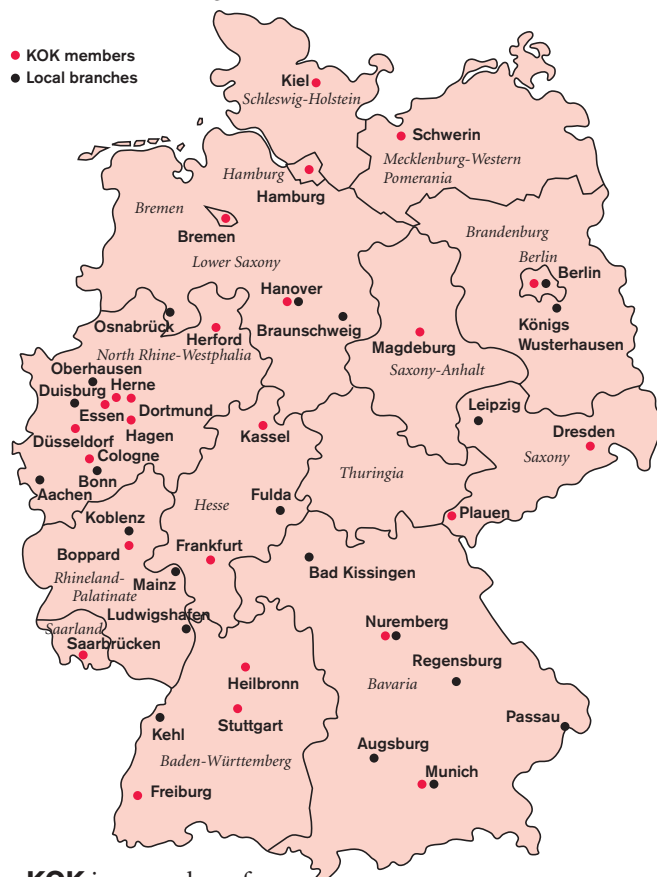 KOK members
Local branches
Kiel
Schleswig-Holstein
Schwerin
Mecklenburg-Western
Pomerania
Hamburg
Hamburg
Bremen
Bremen
Lower Saxony
Brandenburg
Berlin
Berlin
Hanover
Königs
Wusterhausen
Osnabrück
Herford
Braunschweig
Magdeburg
North Rhine-Westphalia
Saxony-Anhalt
Oberhausen
Duisburg
Herne
Essen
Dortmund
Leipzig
Düsseldorf
Hagen
Kassel
Dresden
Cologne
Saxony
Bonn
Thuringia
Aachen
Hesse
Fulda
Koblenz
Plauen
Boppard
Frankfurt
Mainz
Bad Kissingen
Rhineland-
Palatinate
Ludwigshafen
Saarland
Saarbrücken
Nuremberg
Regensburg
Heilbronn
Bavaria
Stuttgart
Passau
Kehl
Augsburg
Baden-Württemberg
Munich
Freiburg